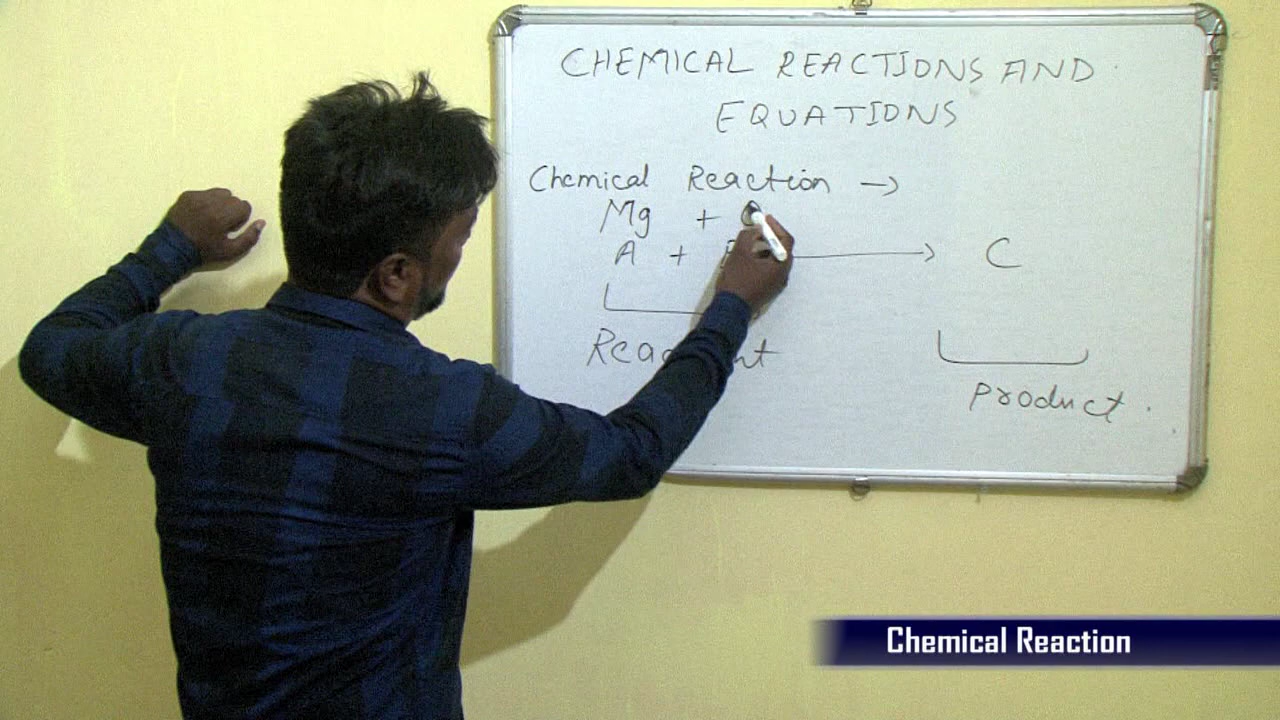 CHEMICAL REACTIONS AND
EQUATIONS
Chemical Reaction →
Mg +
A + → C
product.
Chemical Reaction